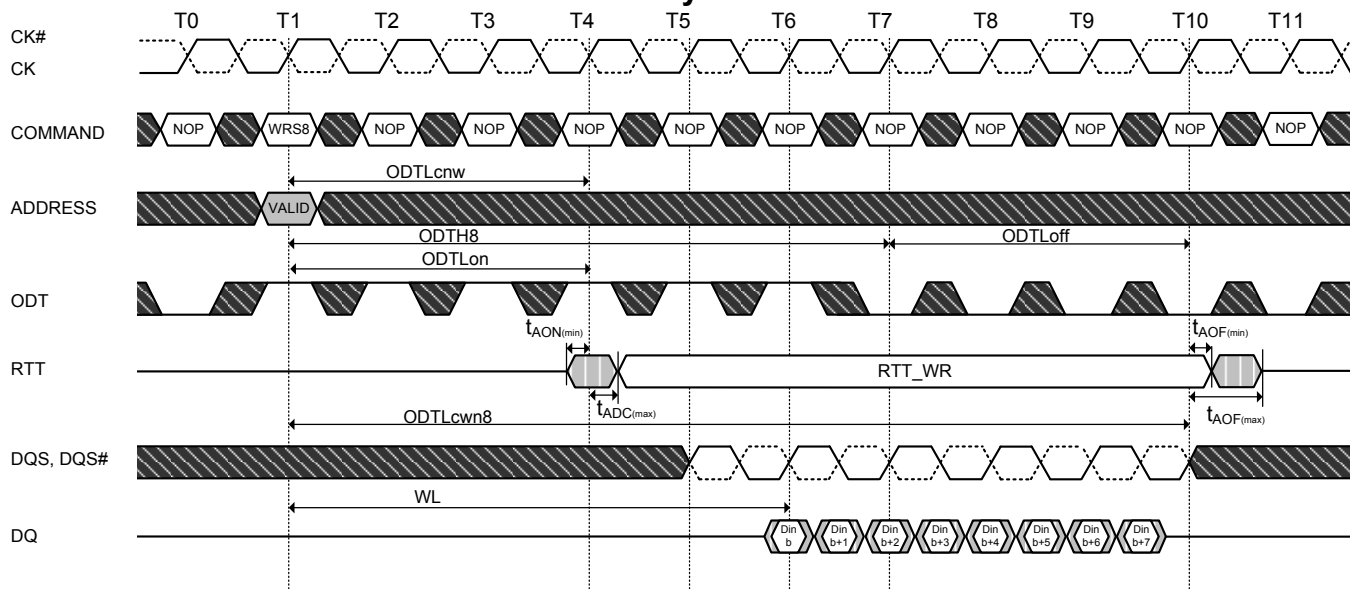 T0 T1 T2 T3 T4 T5 T6 T7 T8 T9 T10 T11
CK#
CK
COMMAND NOP WRS8 NOP NOP NOP NOP NOP NOP NOP NOP NOP NOP
ODTLcnw
ADDRESS VALID
ODTH8 ODTLoff
ODTLon
ODT
tAON(min) tAOF(min)
RTT RTT_WR
tADC(max) tAOF(max)
ODTLcwn8
DQS, DQS#
WL
DQ Din b Din b+1 Din b+2 Din b+3 Din b+4 Din b+5 Din b+6 Din b+7